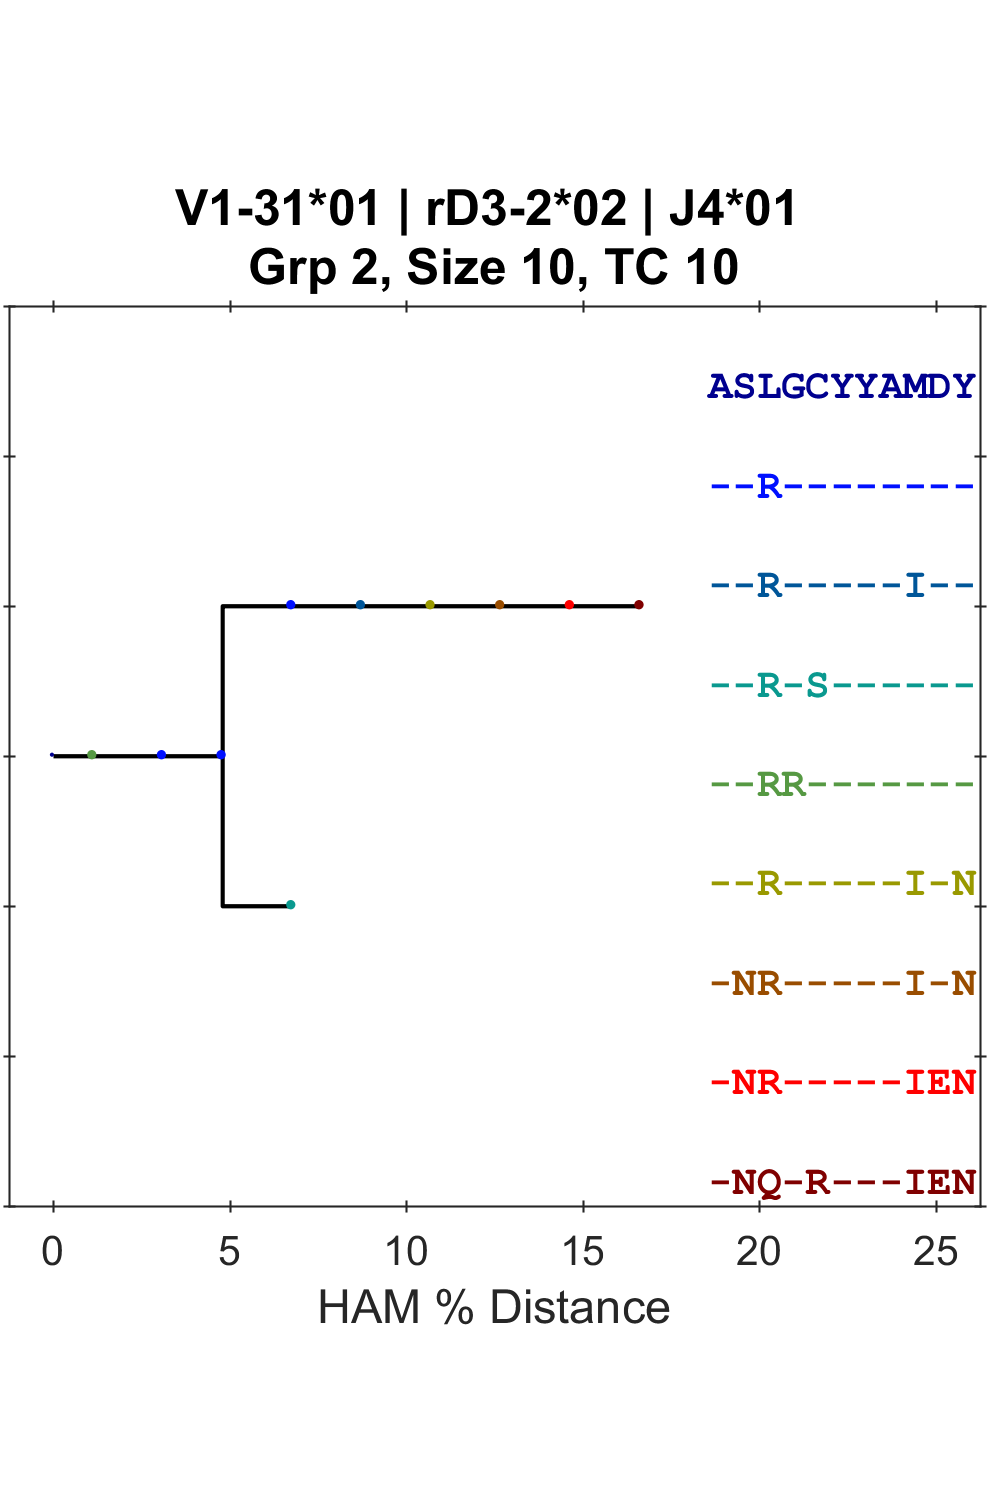 V1-31*01 | rD3-2*02 | J4*01
Grp 2, Size 10, TC 10
ASLGCYYAMDY
--R--------
--R-----I--
--R-S------
--RR-------
--R-----I-N
-NR-----I-N
-NR-----IEN
-NQ-R---IEN
0 5 10 15 20 25
HAM % Distance